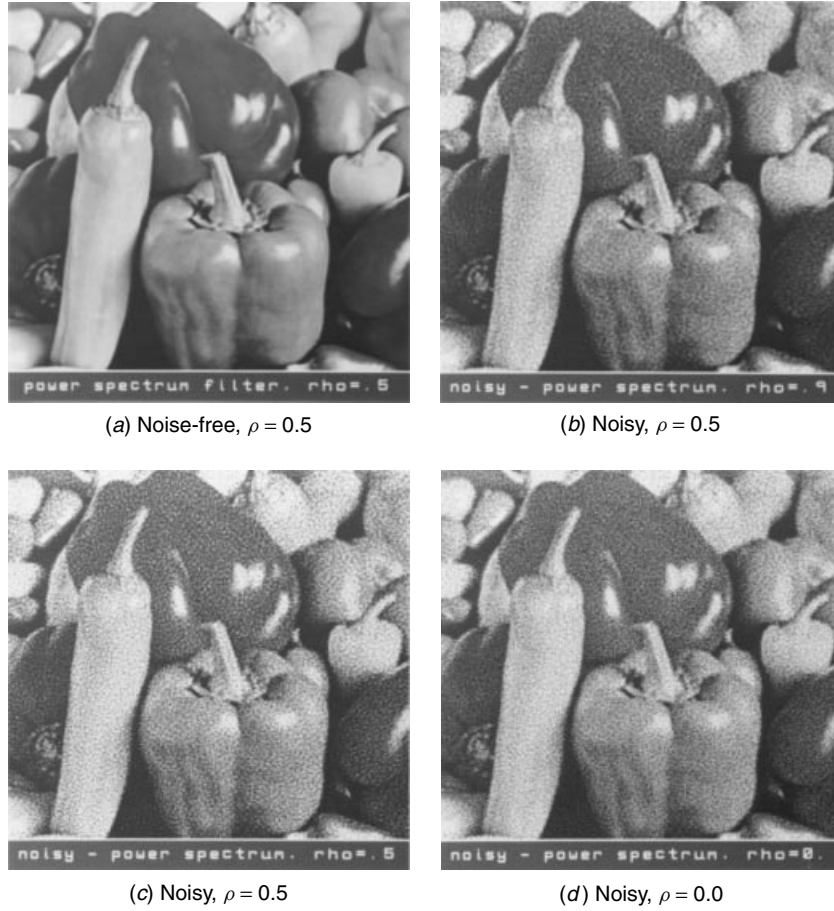 power spectrum filter. rho=.5
noisy - power spectrum. rho=.9
(a) Noise-free, ρ = 0.5
(b) Noisy, ρ = 0.5
noisy - power spectrum. rho=.5
noisy - power spectrum. rho=0.
(c) Noisy, ρ = 0.5
(d) Noisy, ρ = 0.0